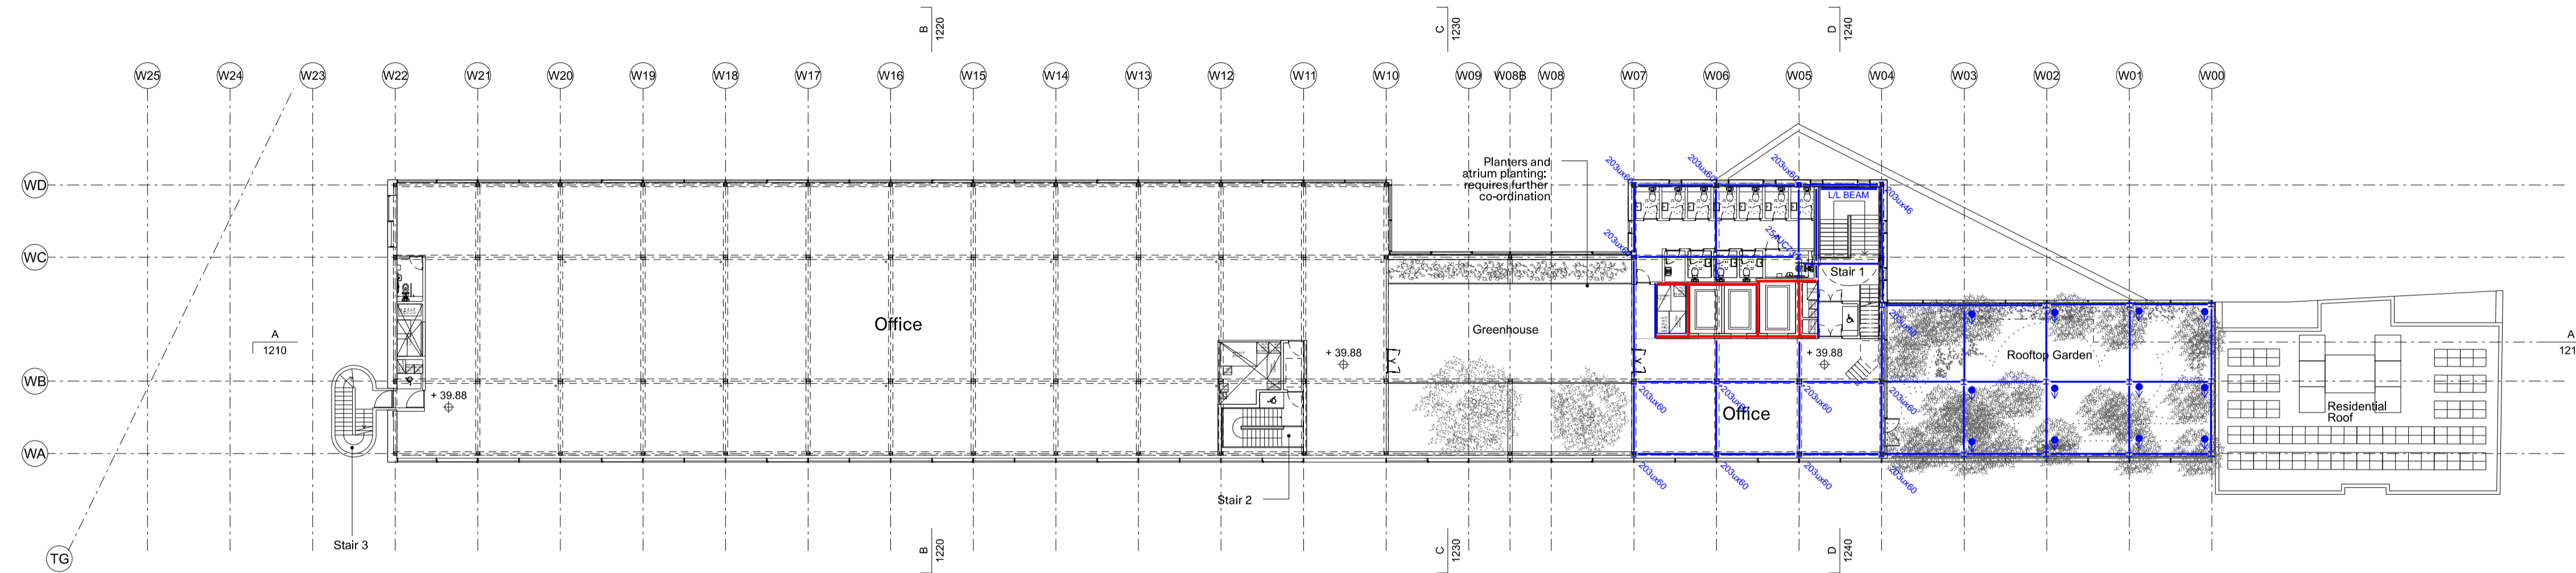 B
1220
C
1230
D
1240
W25
W24
W23
W22
W21
W20
W19
W18
W17
W16
W15
W14
W13
W12
W11
W10
W09
W08B
W08
W07
W06
W05
W04
W03
W02
W01
W00
Planters and
atrium planting:
requires further
co-ordination
203ux60
203ux60
203ux60
WD
L/L BEAM
203ux46
WC
203ux60
Stair 1
Office
Greenhouse
203ux60
A
1210
Rooftop Garden
A
+ 39.88
+ 39.88
WB
+ 39.88
203ux60
203ux60
203ux60
203ux60
Office
Residential
Roof
WA
203ux60
203ux60
203ux60
203ux60
Stair 2
Stair 3
TG
B
1220
C
1230
D
1240